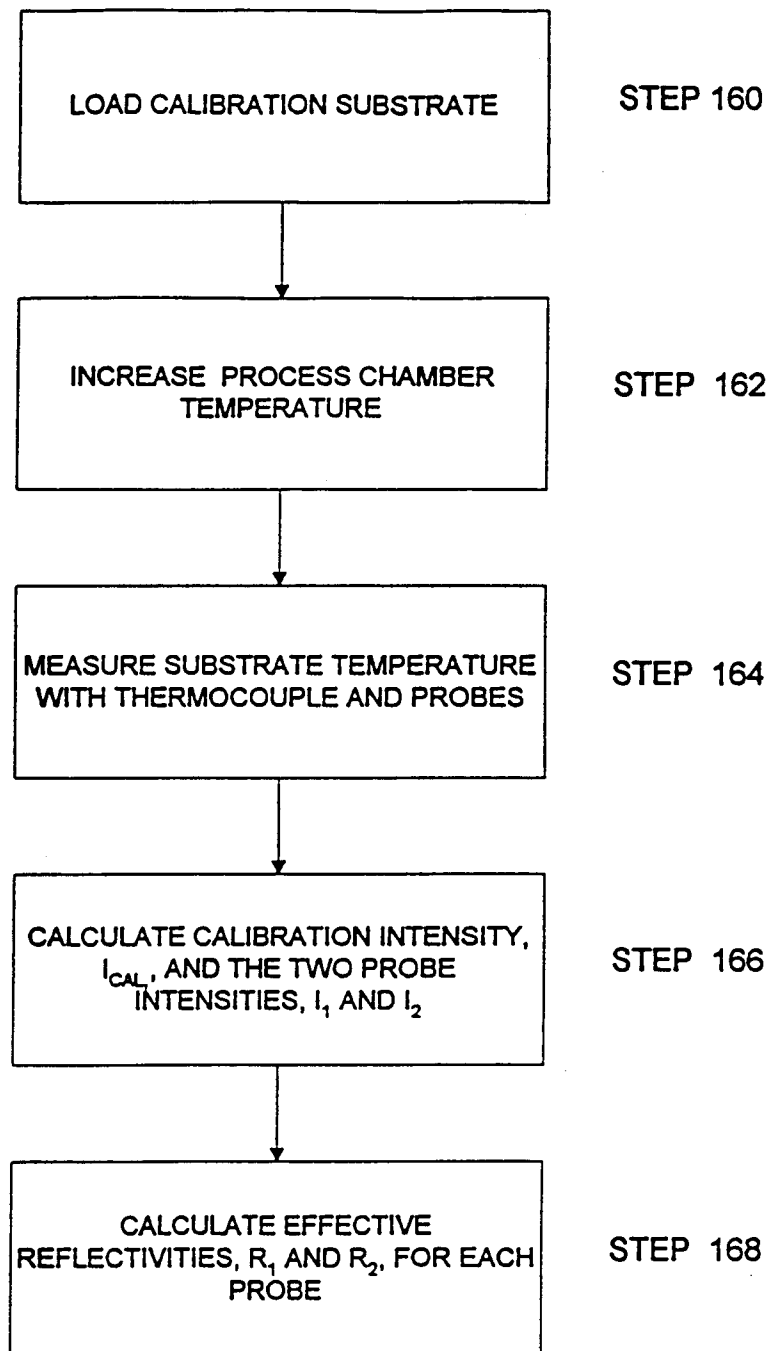 LOAD CALIBRATION SUBSTRATE
STEP 160
INCREASE PROCESS CHAMBER
TEMPERATURE
STEP 162
MEASURE SUBSTRATE TEMPERATURE
WITH THERMOCOUPLE AND PROBES
STEP 164
CALCULATE CALIBRATION INTENSITY,
I_CAL, AND THE TWO PROBE
INTENSITIES, I₁ AND I₂
STEP 166
CALCULATE EFFECTIVE
REFLECTIVITIES, R₁ AND R₂, FOR EACH
PROBE
STEP 168